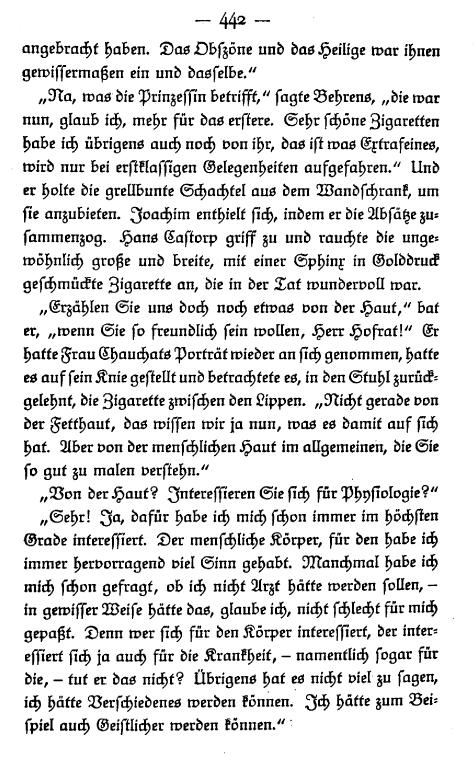 — 442 —
angebracht haben. Das Obszöne und das Heilige war ihnen
gewissermaßen ein und dasselbe.“
„Na, was die Prinzessin betrifft,“ sagte Behrens, „die war
nun, glaub ich, mehr für das erstere. Sehr schöne Zigaretten
habe ich übrigens auch noch von ihr, das ist was Extrafeines,
wird nur bei erstklassigen Gelegenheiten aufgefahren.“ Und
er holte die grellbunte Schachtel aus dem Wandschrank, um
sie anzubieten. Joachim enthielt sich, indem er die Absätze zu-
sammenzog. Hans Castorp griff zu und rauchte die unge-
wöhnlich große und breite, mit einer Sphinx in Golddruck
geschmückte Zigarette an, die in der Tat wundervoll war.
„Erzählen Sie uns doch noch etwas von der Haut,“ bat
er, „wenn Sie so freundlich sein wollen, Herr Hofrat!“ Er
hatte Frau Chauchats Porträt wieder an sich genommen, hatte
es auf sein Knie gestellt und betrachtete es, in den Stuhl zurück-
gelehnt, die Zigarette zwischen den Lippen. „Nicht gerade von
der Fetthaut, das wissen wir ja nun, was es damit auf sich
hat. Aber von der menschlichen Haut im allgemeinen, die Sie
so gut zu malen verstehn.“
„Von der Haut? Interessieren Sie sich für Physiologie?“
„Sehr! Ja, dafür habe ich mich schon immer im höchsten
Grade interessiert. Der menschliche Körper, für den habe ich
immer hervorragend viel Sinn gehabt. Manchmal habe ich
mich schon gefragt, ob ich nicht Arzt hätte werden sollen, –
in gewisser Weise hätte das, glaube ich, nicht schlecht für mich
gepaßt. Denn wer sich für den Körper interessiert, der inter-
essiert sich ja auch für die Krankheit, – namentlich sogar für
die, – tut er das nicht? Übrigens hat es nicht viel zu sagen,
ich hätte Verschiedenes werden können. Ich hätte zum Bei-
spiel auch Geistlicher werden können.“